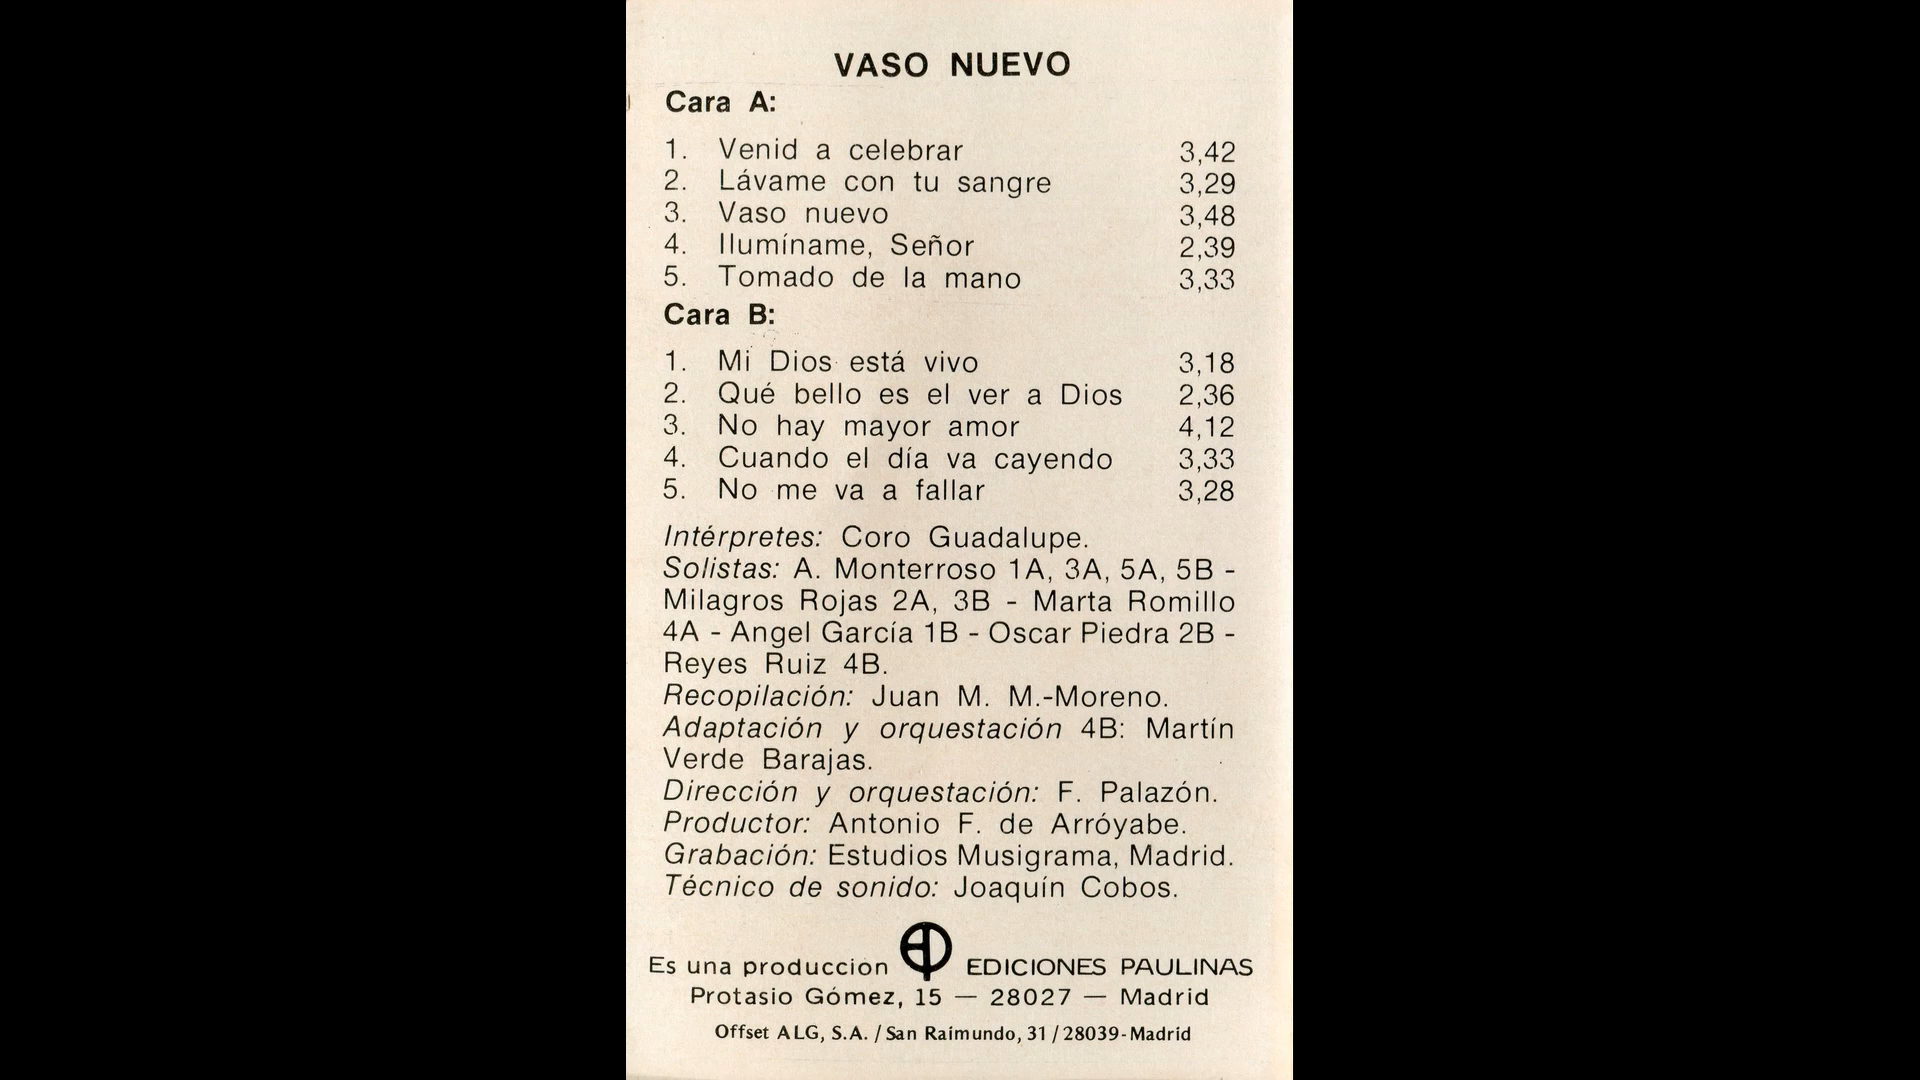 VASO NUEVO
Cara A:
1. Venid a celebrar 3,42
2. Lávame con tu sangre 3,29
3. Vaso nuevo 3,48
4. Ilumíname, Señor 2,39
5. Tomado de la mano 3,33
Cara B:
1. Mi Dios está vivo 3,18
2. Qué bello es el ver a Dios 2,36
3. No hay mayor amor 4,12
4. Cuando el día va cayendo 3,33
5. No me va a fallar 3,28
Intérpretes: Coro Guadalupe.
Solistas: A. Monterroso 1A, 3A, 5A, 5B -
Milagros Rojas 2A, 3B - Marta Romillo
4A - Angel García 1B - Oscar Piedra 2B -
Reyes Ruiz 4B.
Recopilación: Juan M. M.-Moreno.
Adaptación y orquestación 4B: Martín
Verde Barajas.
Dirección y orquestación: F. Palazón.
Productor: Antonio F. de Arróyabe.
Grabación: Estudios Musigrama, Madrid.
Técnico de sonido: Joaquín Cobos.
Es una produccion EP EDICIONES PAULINAS
Protasio Gómez, 15 — 28027 — Madrid
Offset ALG, S.A. / San Raimundo, 31 / 28039-Madrid